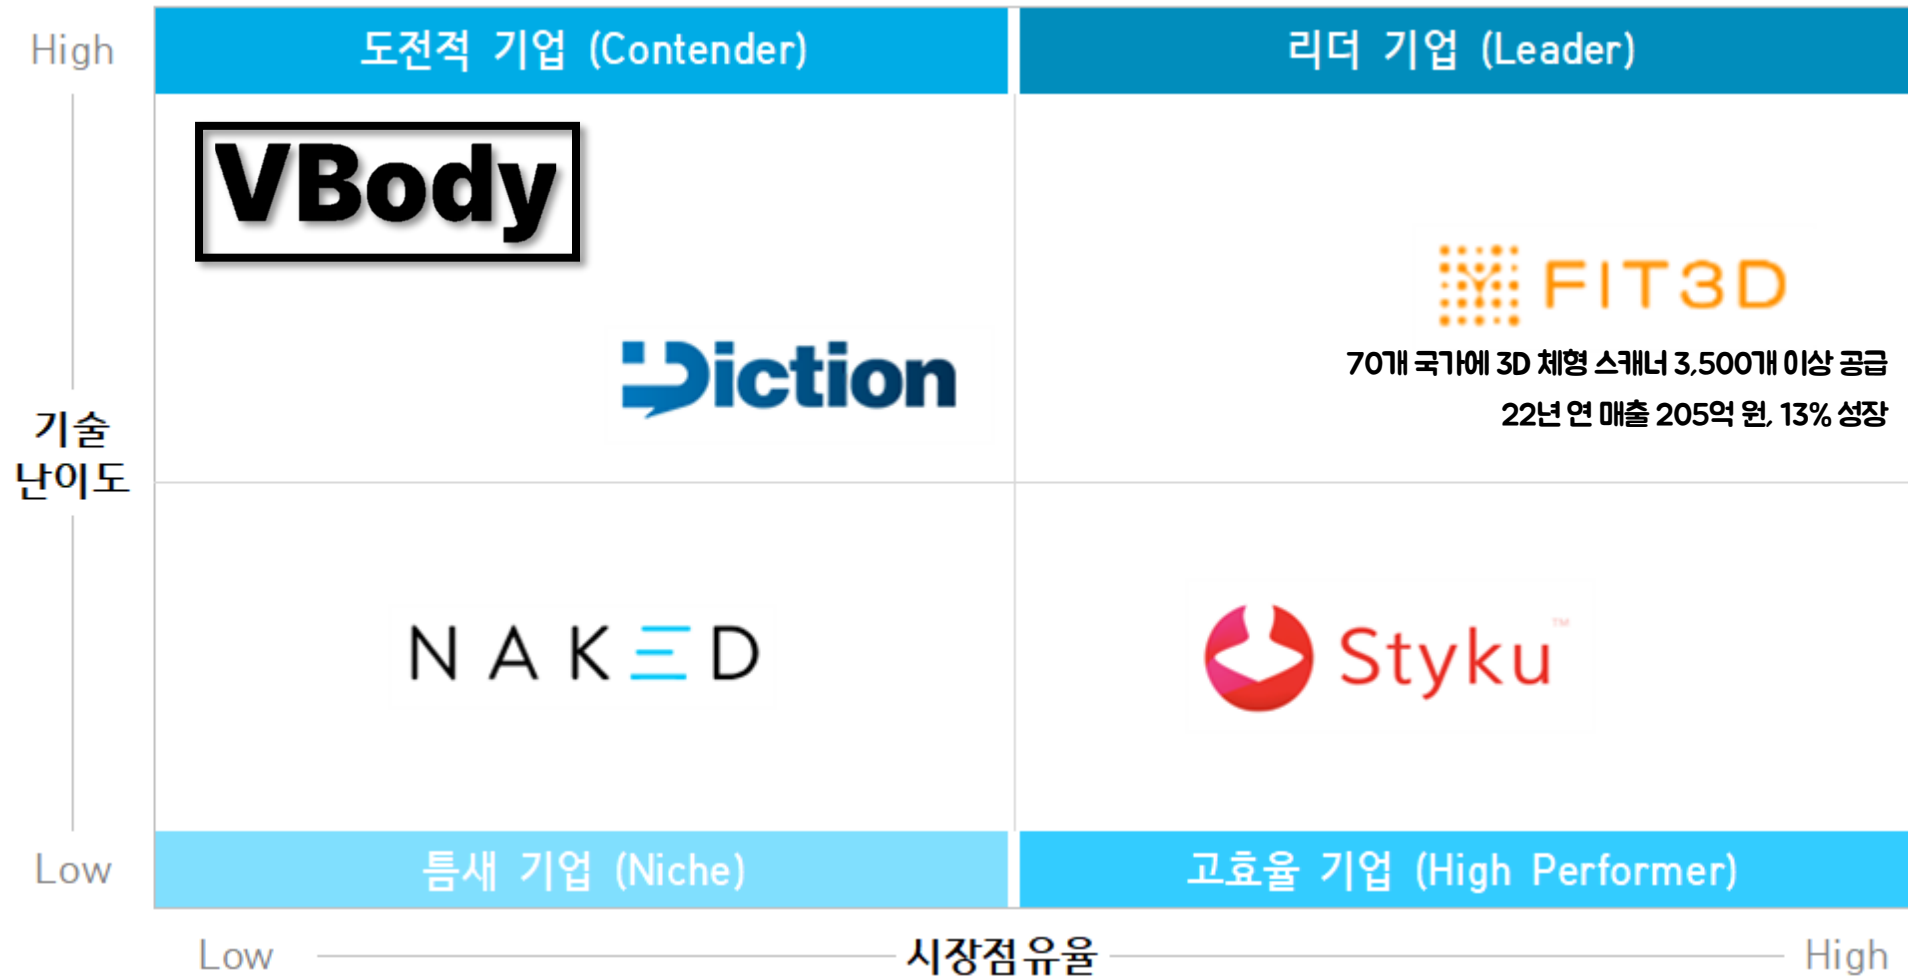 High
도전적 기업 (Contender)
리더 기업 (Leader)
VBody
FIT3D
Diction
70개 국가에 3D 체형 스캐너 3,500개 이상 공급
22년 연 매출 205억 원, 13% 성장
기술
난이도
NAKED
Styku™
Low
틈새 기업 (Niche)
고효율 기업 (High Performer)
Low
시장점유율
High